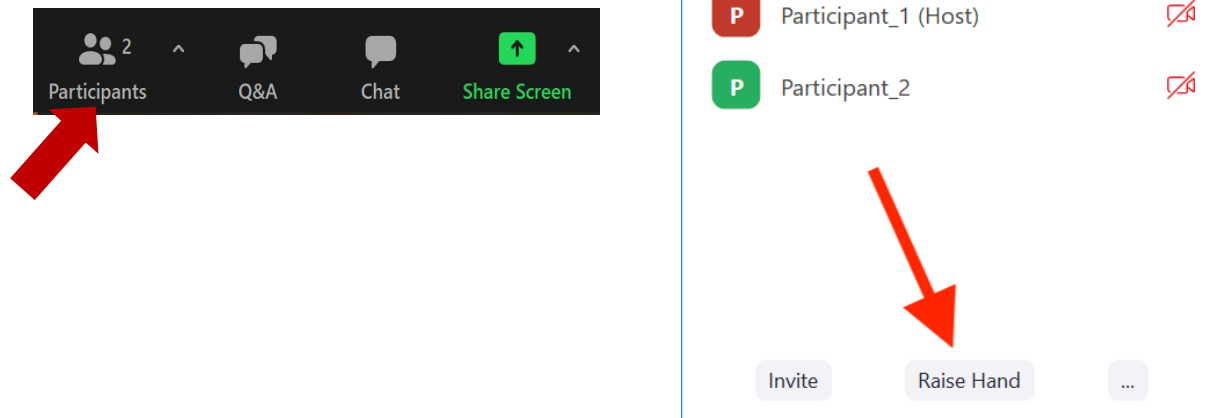 2
Participants
Q&A
Chat
Share Screen
P Participant_1 (Host)
P Participant_2
Invite
Raise Hand
...